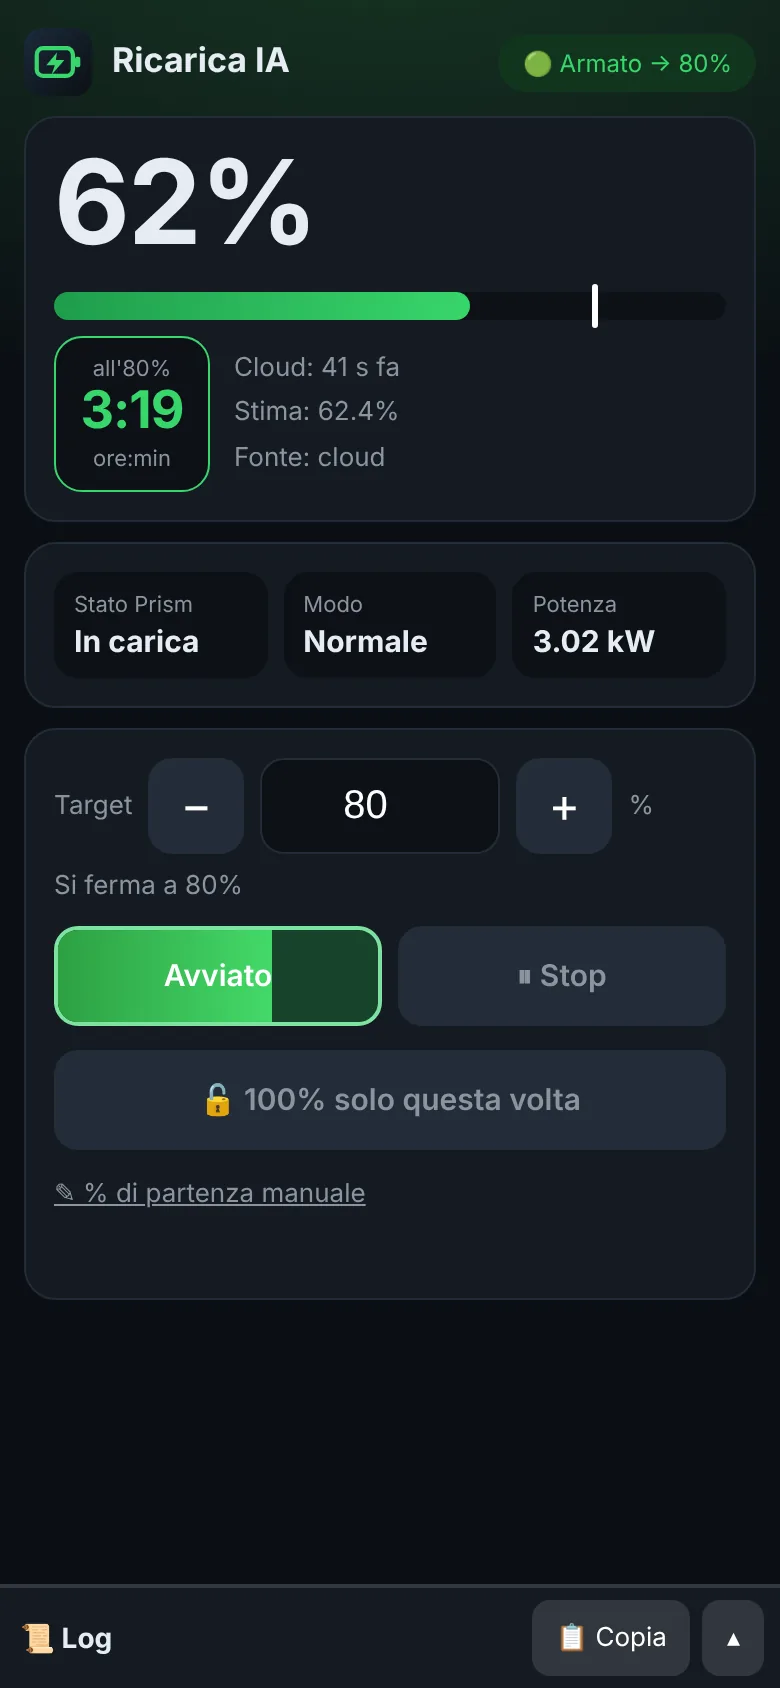 Ricarica IA
🟢 Armato → 80%
62%
all'80%
3:19
ore:min
Cloud: 41 s fa
Stima: 62.4%
Fonte: cloud
Stato Prism
In carica
Modo
Normale
Potenza
3.02 kW
Target
−
80
+
%
Si ferma a 80%
Avviato
⏸ Stop
🔓 100% solo questa volta
✎ % di partenza manuale
📜 Log
📋 Copia
▲